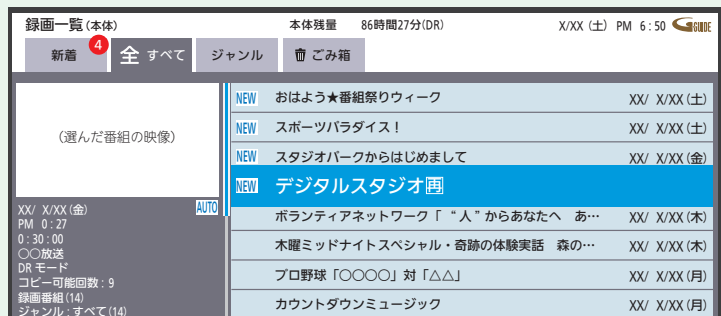 録画一覧(本体) 本体残量 86時間27分(DR) X/XX (土) PM 6:50 G GUIDE
新着 4 全 すべて ジャンル ごみ箱
(選んだ番組の映像)
XX/ X/XX(金) AUTO
PM 0:27
0:30:00
○○放送
DR モード
コピー可能回数:9
録画番組(14)
ジャンル:すべて(14)
NEW おはよう★番組祭りウィーク XX/ X/XX(土)
NEW スポーツパラダイス! XX/ X/XX(土)
NEW スタジオパークからはじめまして XX/ X/XX(金)
NEW デジタルスタジオ再
ボランティアネットワーク「“人”からあなたへ あ… XX/ X/XX(木)
木曜ミッドナイトスペシャル・奇跡の体験実話 森の… XX/ X/XX(木)
プロ野球「○○○○」対「△△」 XX/ X/XX(月)
カウントダウンミュージック XX/ X/XX(月)